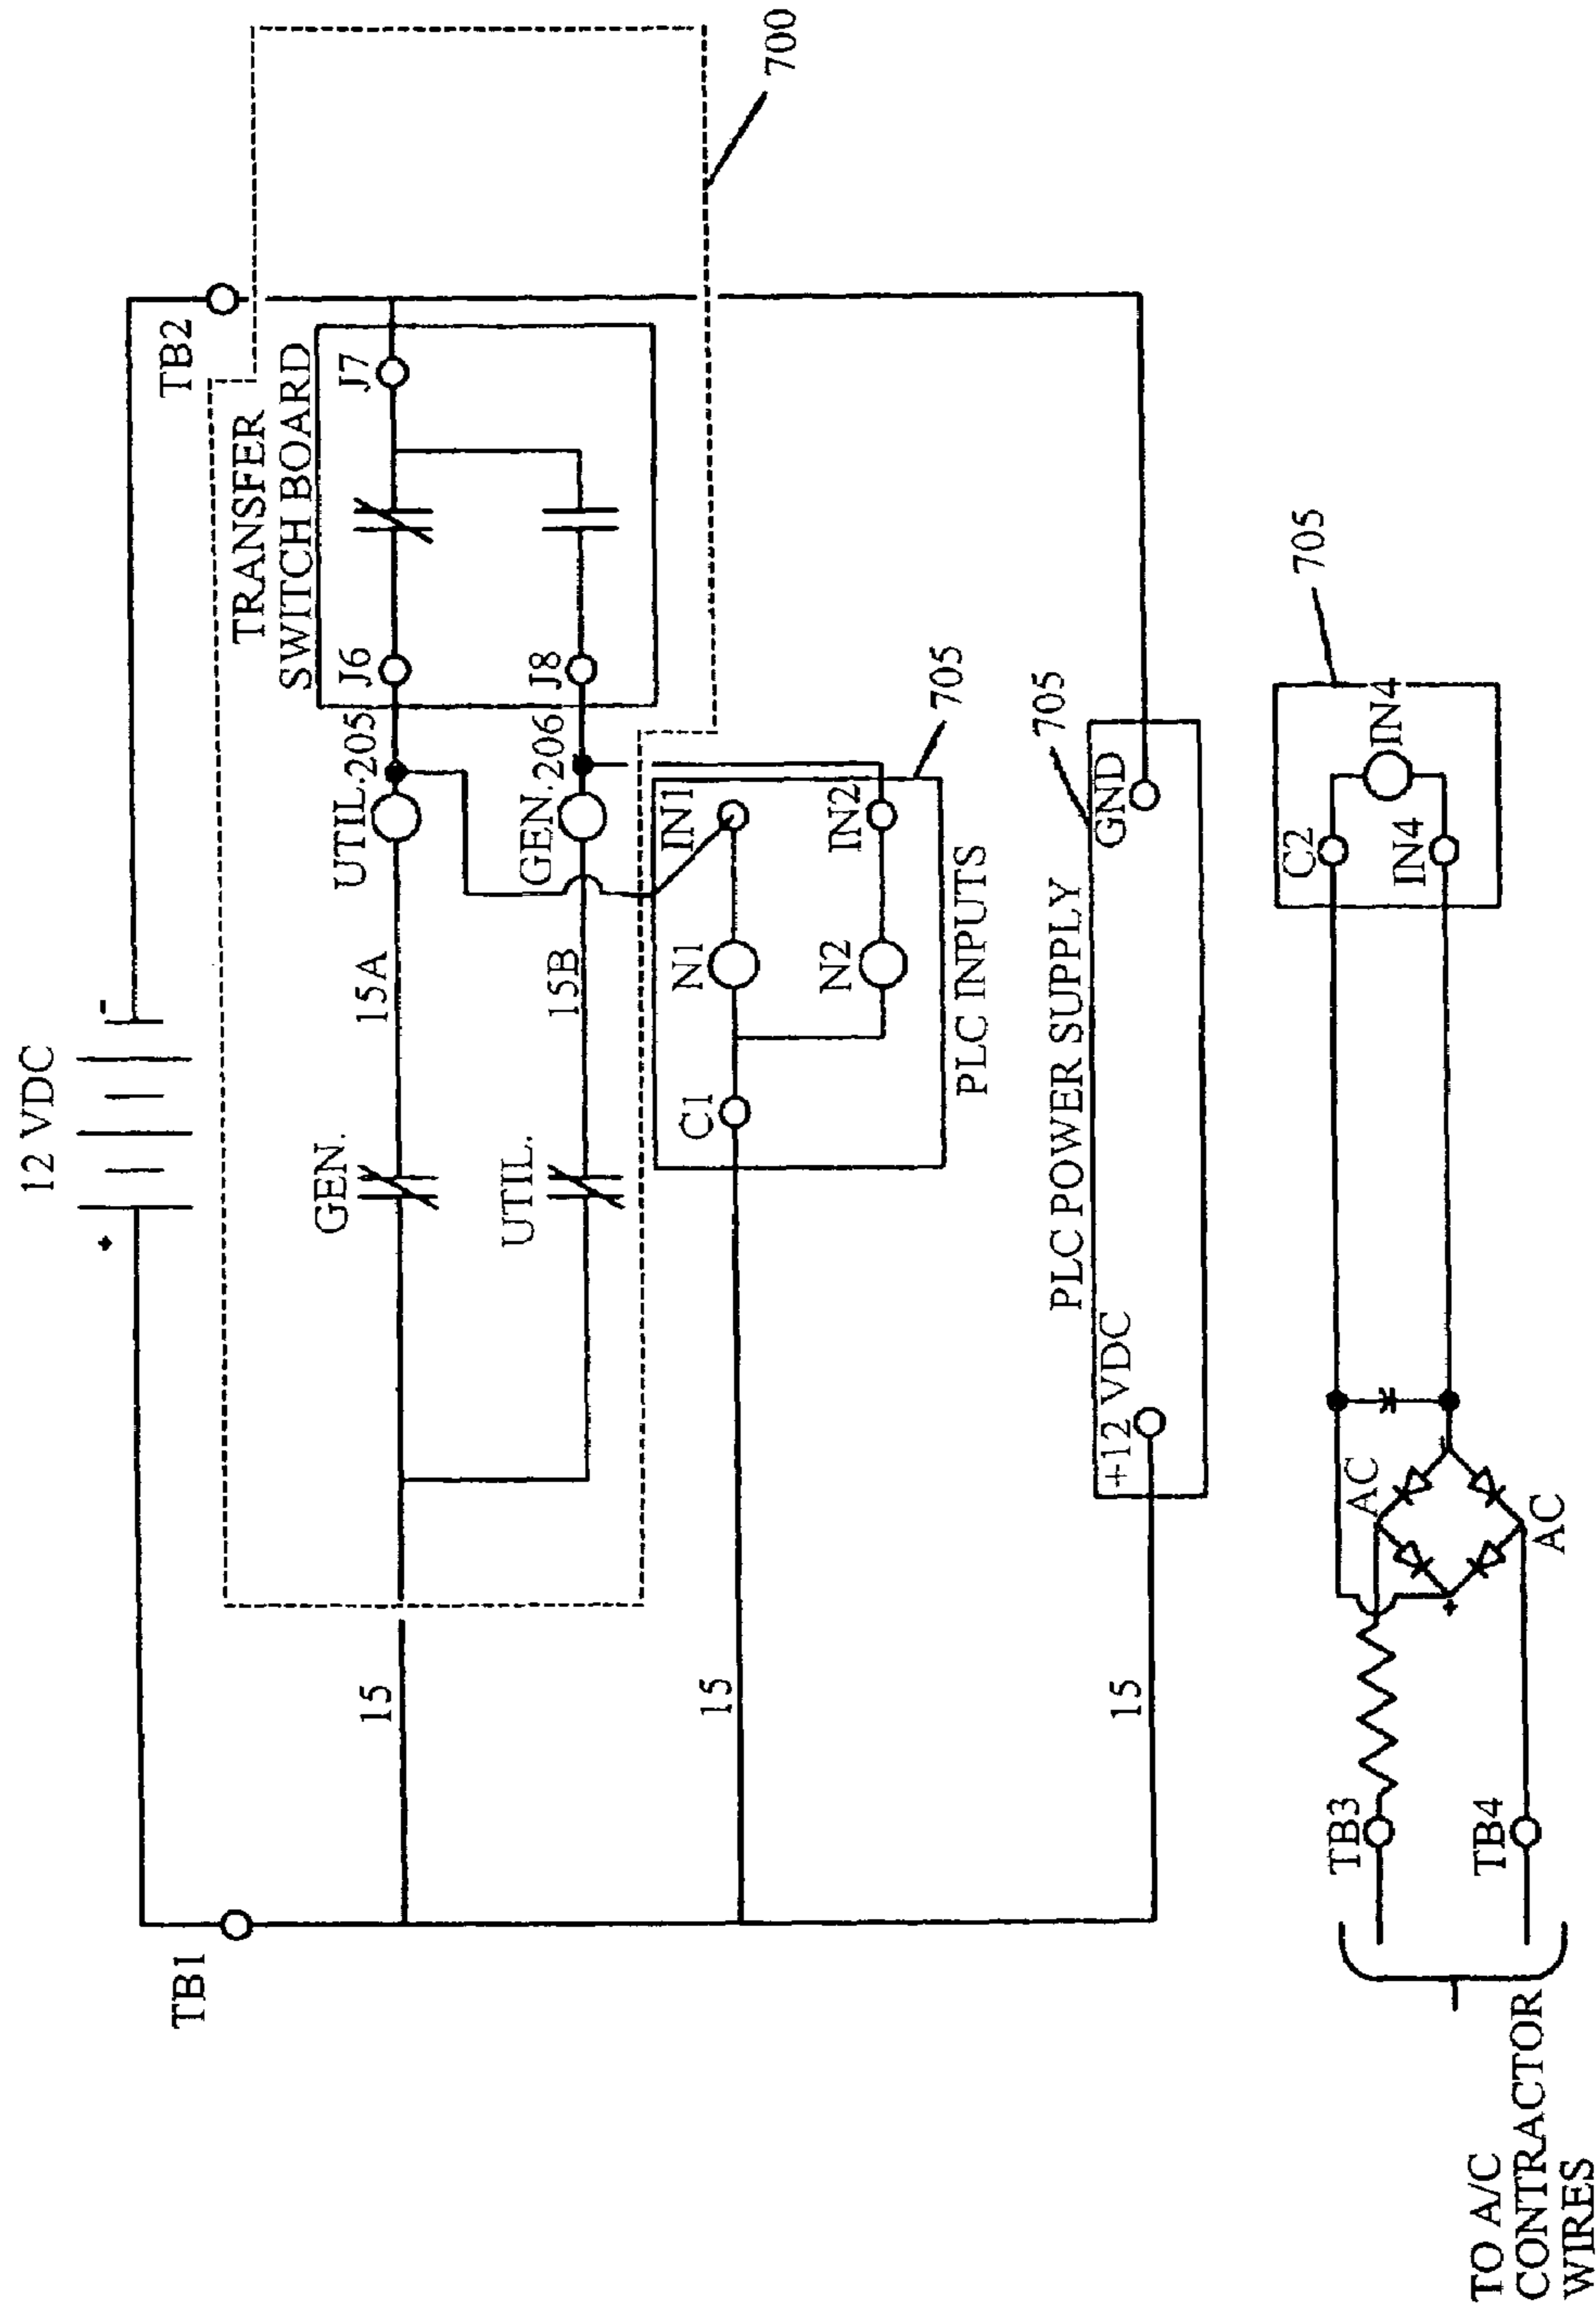 12 VDC
+
-
TB1
TB2
TRANSFER
SWITCH BOARD
15
GEN.
15A
UTIL.
205
J6
J7
UTIL.
15B
GEN.
206
J8
700
15
C1
N1
IN1
N2
IN2
PLC INPUTS
705
PLC POWER SUPPLY
705
15
+12 VDC
GND
TB3
AC
C2
IN4
705
TB4
+
-
AC
IN4
TO A/C
CONTRACTOR
WIRES